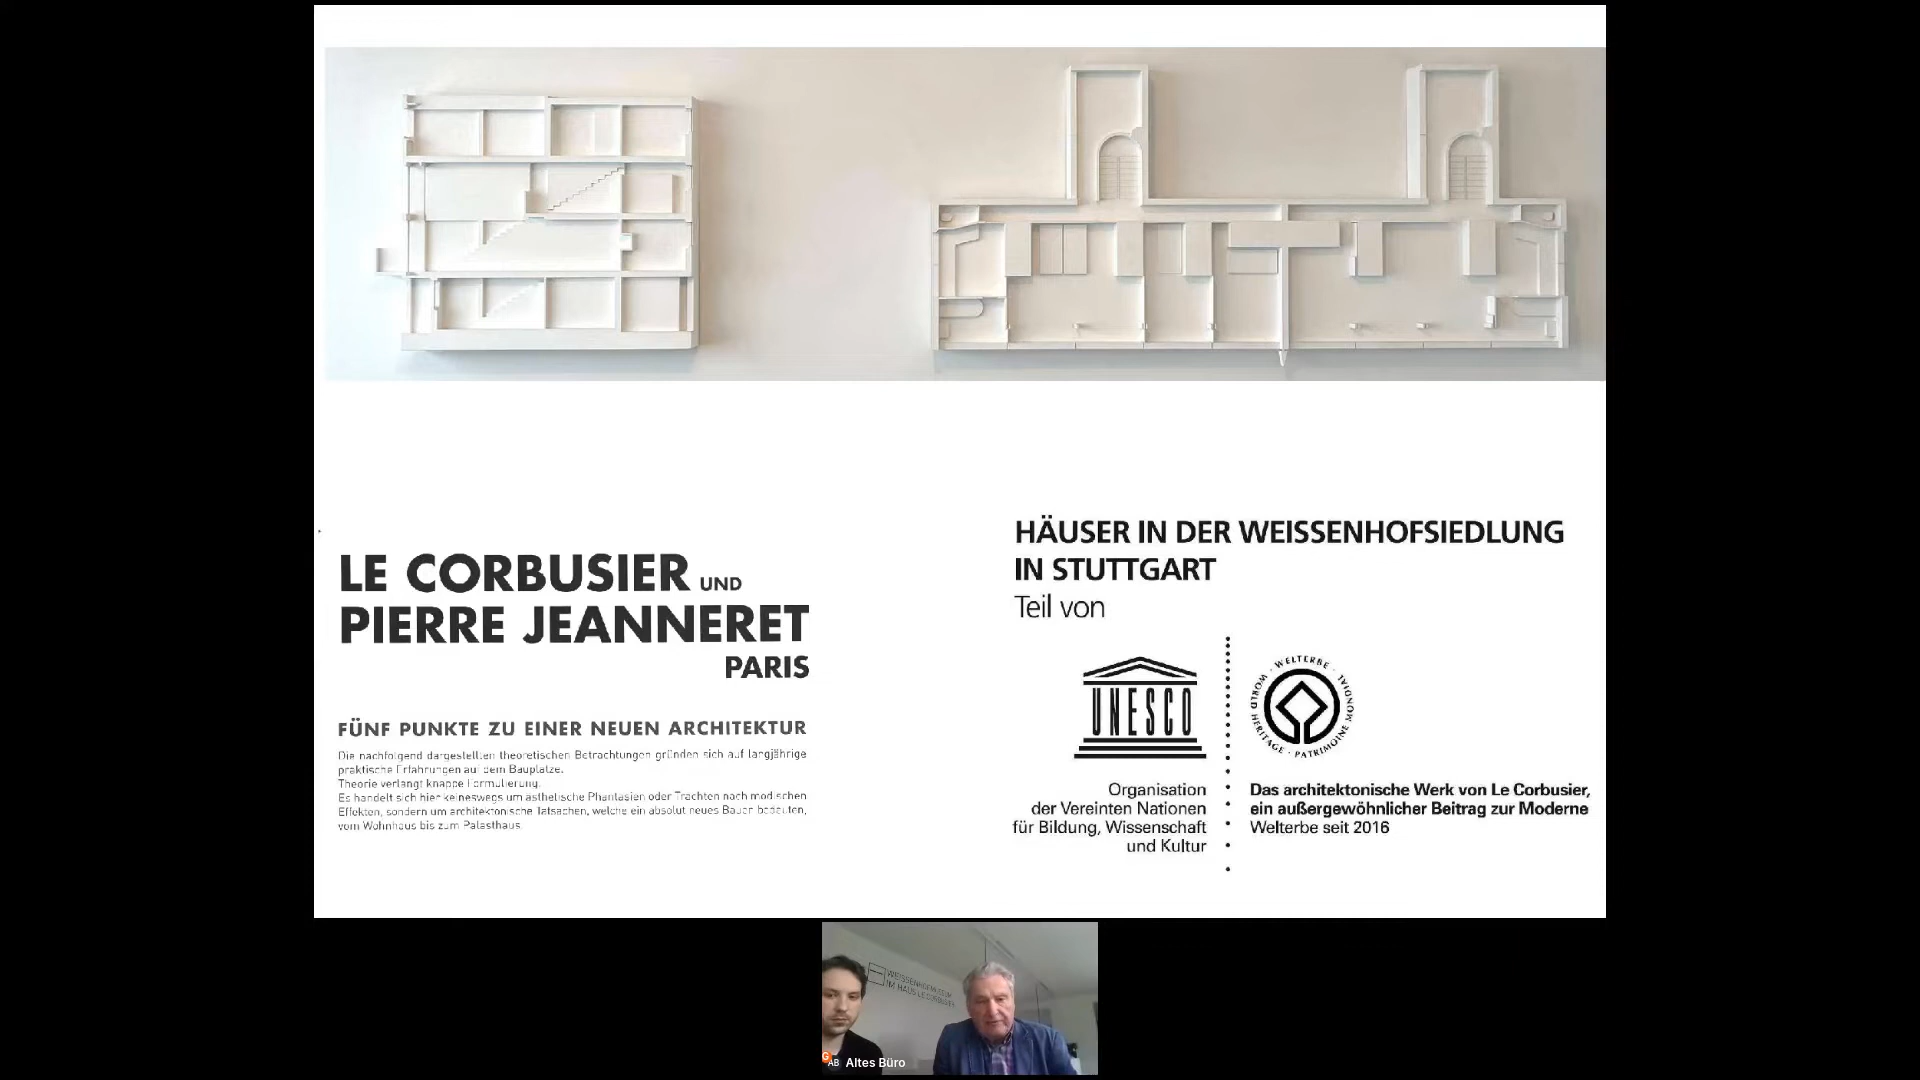 LE CORBUSIER UND
PIERRE JEANNERET
PARIS
FÜNF PUNKTE ZU EINER NEUEN ARCHITEKTUR
Die nachfolgend dargestellten theoretischen Betrachtungen gründen sich auf langjährige
praktische Erfahrungen auf dem Bauplatze.
Theorie verlangt knappe Formulierung.
Es handelt sich hier keineswegs um ästhetische Phantasien oder Trachten nach modischen
Effekten, sondern um architektonische Tatsachen, welche ein absolut neues Bauen bedeuten,
vom Wohnhaus bis zum Palasthaus.
HÄUSER IN DER WEISSENHOFSIEDLUNG
IN STUTTGART
Teil von
UNESCO
Organisation
der Vereinten Nationen
für Bildung, Wissenschaft
und Kultur
WELTERBE · PATRIMOINE MONDIAL · WORLD HERITAGE ·
Das architektonische Werk von Le Corbusier,
ein außergewöhnlicher Beitrag zur Moderne
Welterbe seit 2016
WEISSENHOFMUSEUM
IM HAUS LE CORBUSIER
G
AB Altes Büro